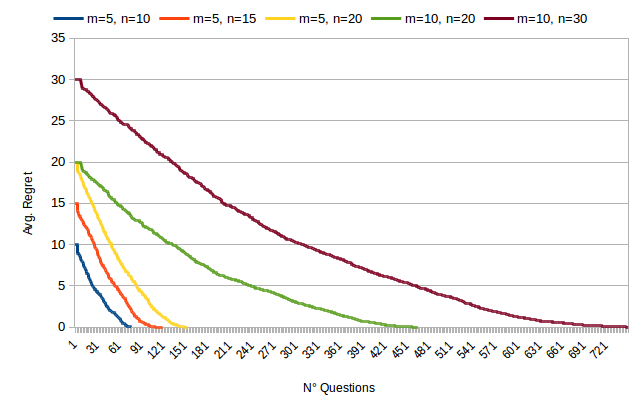 m=5, n=10 m=5, n=15 m=5, n=20 m=10, n=20 m=10, n=30
35
30
25
20
15
10
5
0
Avg. Regret
1 31 61 91 121 151 181 211 241 271 301 331 361 391 421 451 481 511 541 571 601 631 661 691 721
N° Questions